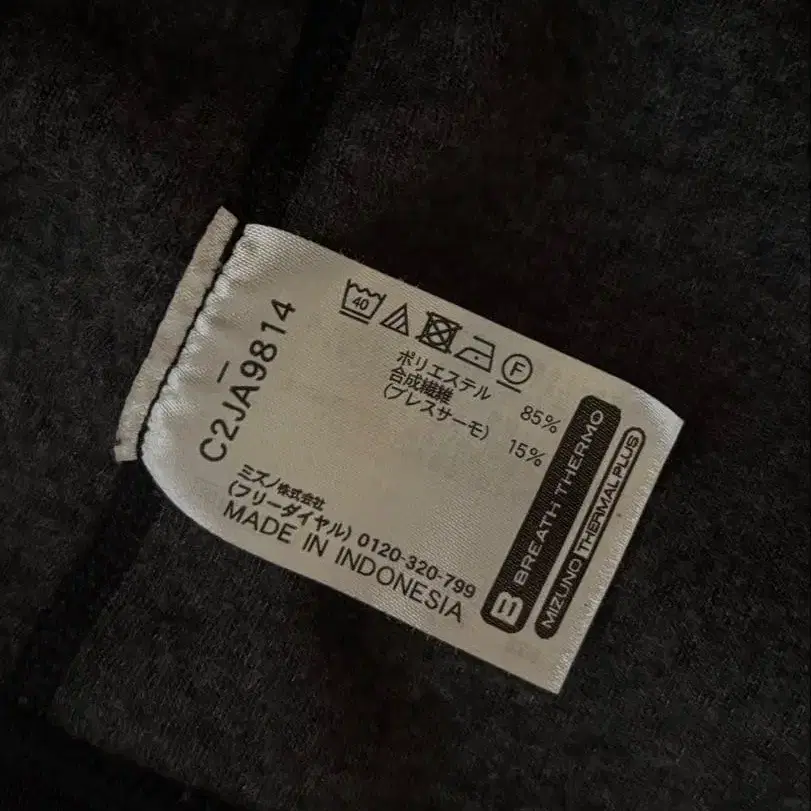 C2JA9814
40
F
ポリエステル 85%
合成繊維
(ブレスサーモ) 15%
ミズノ株式会社
(フリーダイヤル) 0120-320-799
MADE IN INDONESIA
B BREATH THERMO
MIZUNO THERMAL PLUS